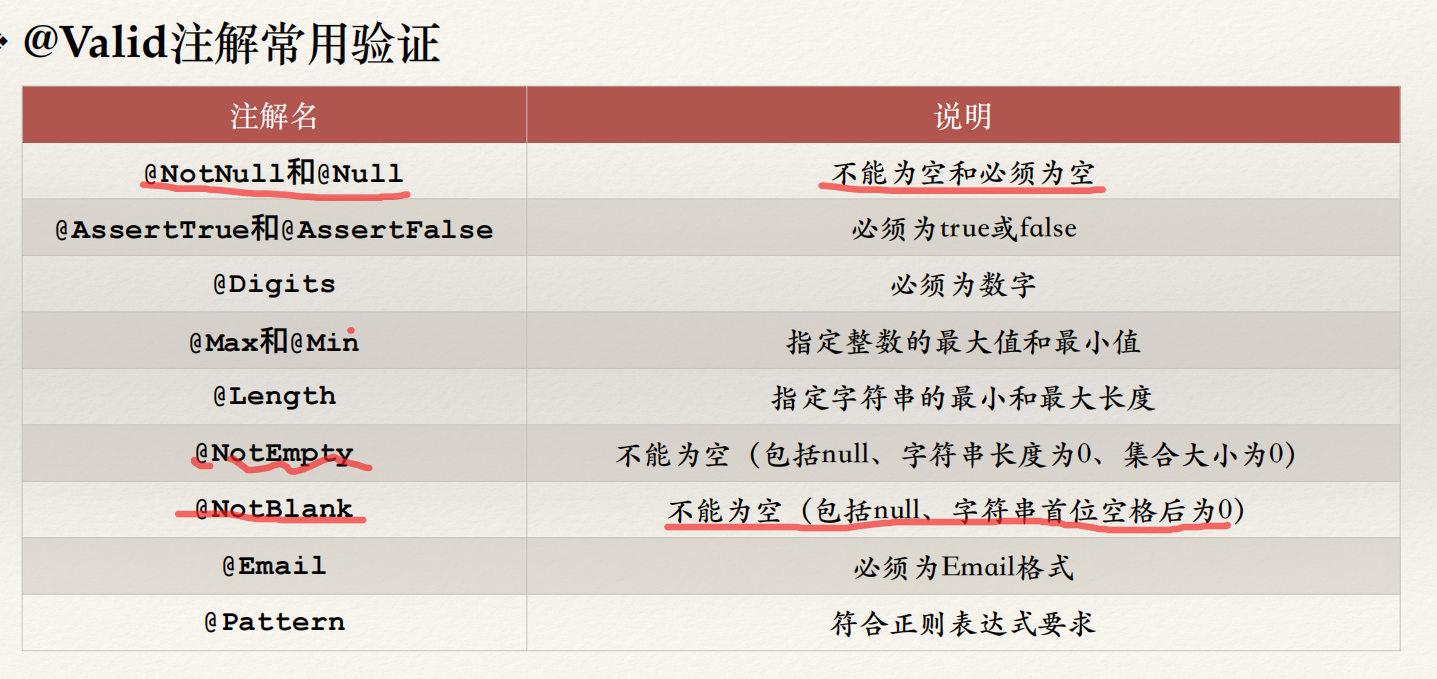 @Valid注解常用验证
注解名 说明
@NotNull和@Null 不能为空和必须为空
@AssertTrue和@AssertFalse 必须为true或false
@Digits 必须为数字
@Max和@Min 指定整数的最大值和最小值
@Length 指定字符串的最小和最大长度
@NotEmpty 不能为空（包括null、字符串长度为0、集合大小为0）
@NotBlank 不能为空（包括null、字符串首位空格后为0）
@Email 必须为Email格式
@Pattern 符合正则表达式要求